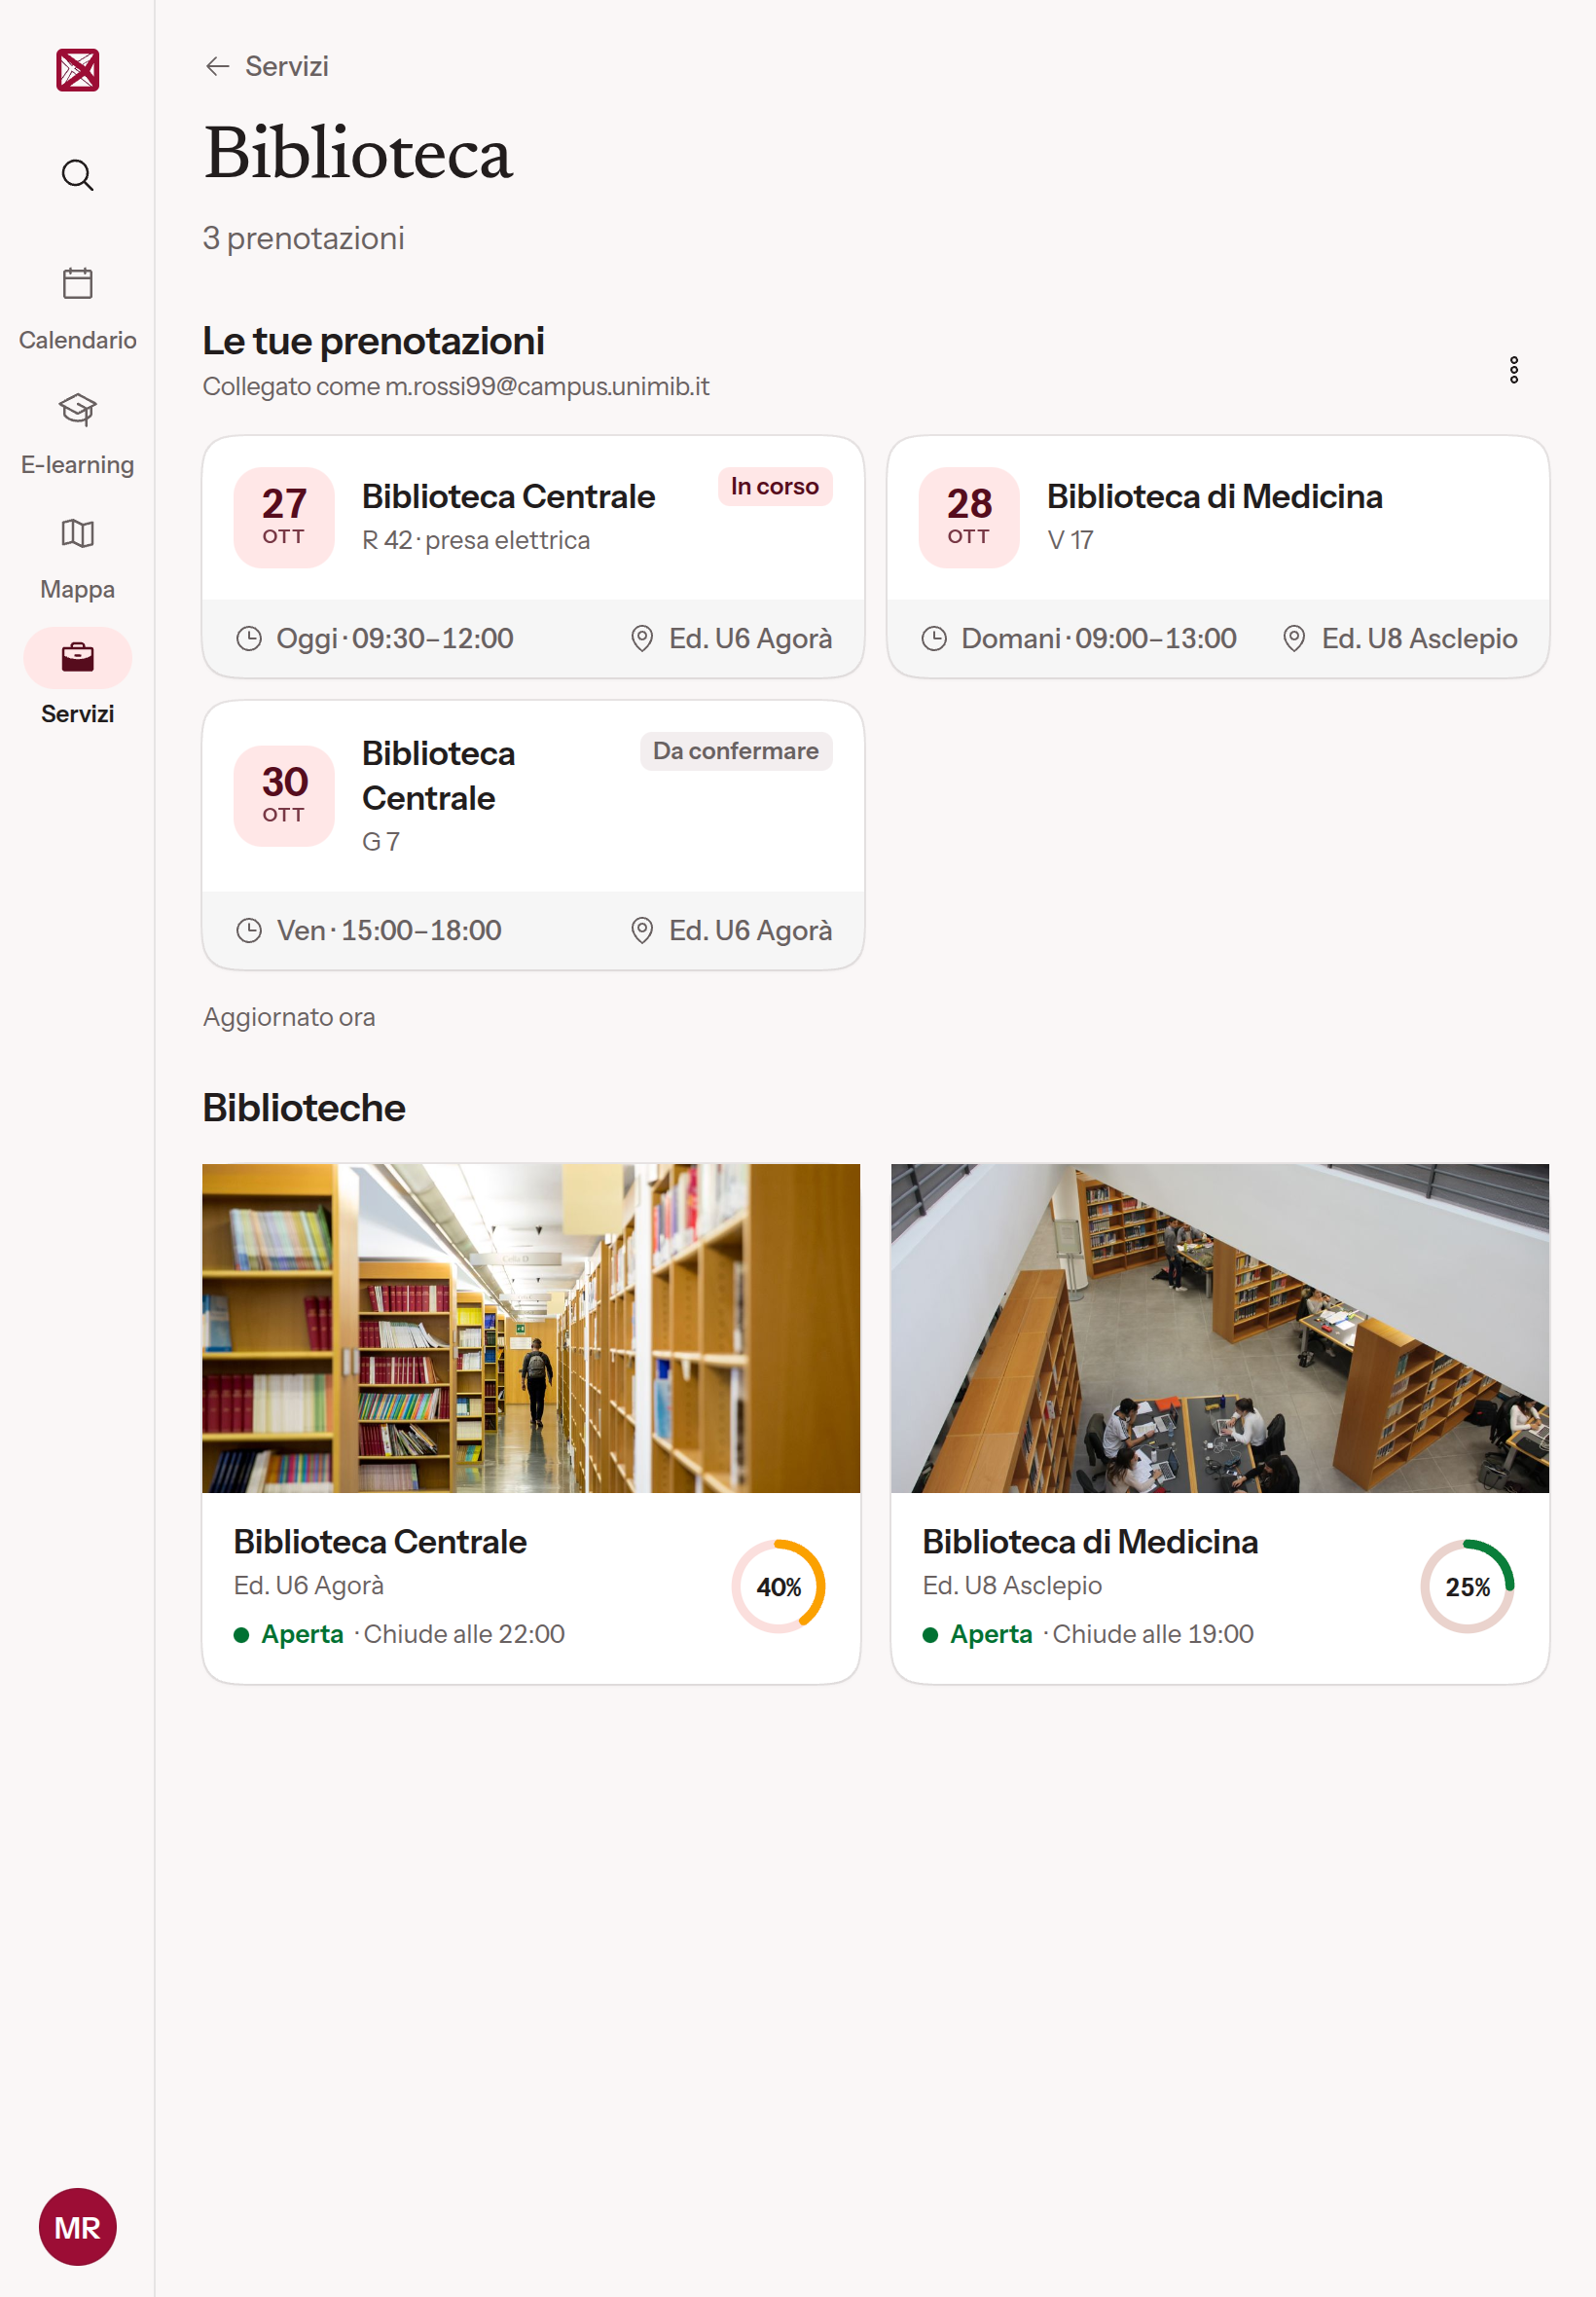 Servizi
Biblioteca
3 prenotazioni
Calendario
E-learning
Mappa
Servizi
Le tue prenotazioni
Collegato come m.rossi99@campus.unimib.it
27
OTT
Biblioteca Centrale
R 42 · presa elettrica
In corso
Oggi · 09:30–12:00
Ed. U6 Agorà
28
OTT
Biblioteca di Medicina
V 17
Domani · 09:00–13:00
Ed. U8 Asclepio
30
OTT
Biblioteca
Centrale
G 7
Da confermare
Ven · 15:00–18:00
Ed. U6 Agorà
Aggiornato ora
Biblioteche
Biblioteca Centrale
Ed. U6 Agorà
Aperta · Chiude alle 22:00
40%
Biblioteca di Medicina
Ed. U8 Asclepio
Aperta · Chiude alle 19:00
25%
MR